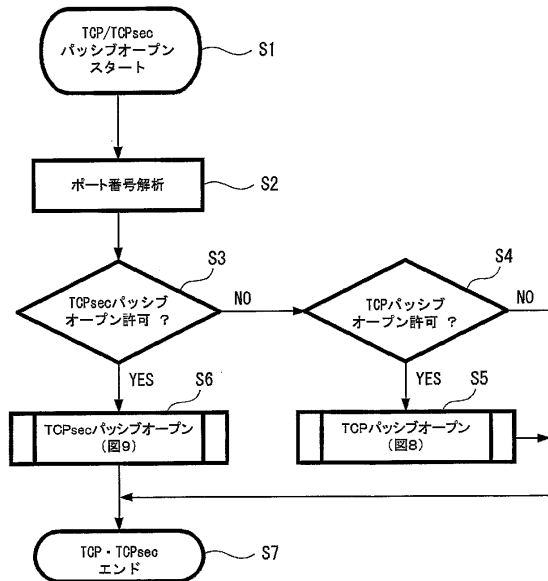 TCP/TCPsec
パッシブオープン
スタート
S1
ポート番号解析
S2
S3
TCPsecパッシブ
オープン許可 ?
NO
S4
TCPパッシブ
オープン許可 ?
NO
YES
S6
TCPsecパッシブオープン
(図9)
YES
S5
TCPパッシブオープン
(図8)
TCP・TCPsec
エンド
S7